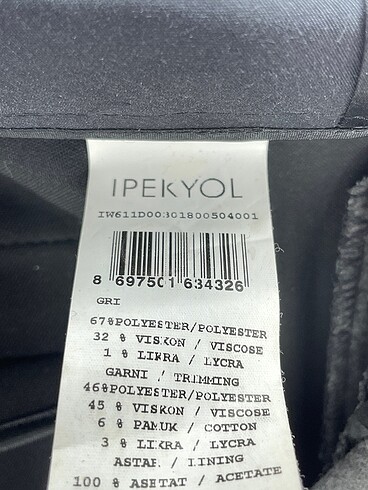 IPEKYOL
IW611D00301800504001
8 697501 634326
GRI
67%POLYESTER/POLYESTER
32 % VISKON / VISCOSE
1 % LIKRA / LYCRA
GARNI / TRIMMING
46%POLYESTER/POLYESTER
45 % VISKON / VISCOSE
6 % PAMUK / COTTON
3 % LIKRA / LYCRA
ASTAR / LINING
100 % ASETAT / ACETATE